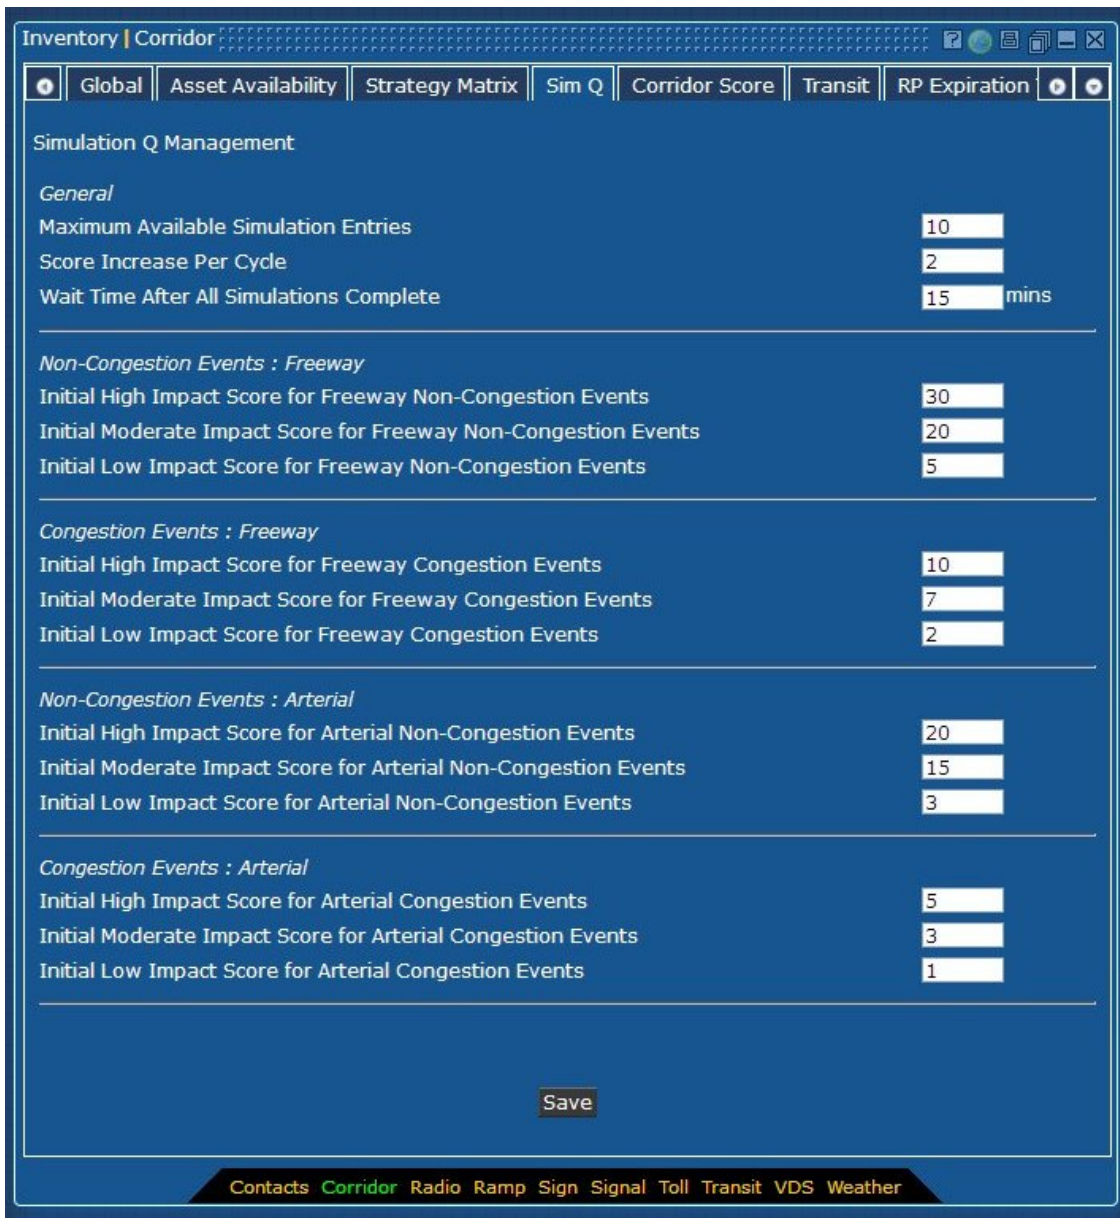 Inventory | Corridor
Global Asset Availability Strategy Matrix Sim Q Corridor Score Transit RP Expiration
Simulation Q Management
General
Maximum Available Simulation Entries 10
Score Increase Per Cycle 2
Wait Time After All Simulations Complete 15 mins
Non-Congestion Events : Freeway
Initial High Impact Score for Freeway Non-Congestion Events 30
Initial Moderate Impact Score for Freeway Non-Congestion Events 20
Initial Low Impact Score for Freeway Non-Congestion Events 5
Congestion Events : Freeway
Initial High Impact Score for Freeway Congestion Events 10
Initial Moderate Impact Score for Freeway Congestion Events 7
Initial Low Impact Score for Freeway Congestion Events 2
Non-Congestion Events : Arterial
Initial High Impact Score for Arterial Non-Congestion Events 20
Initial Moderate Impact Score for Arterial Non-Congestion Events 15
Initial Low Impact Score for Arterial Non-Congestion Events 3
Congestion Events : Arterial
Initial High Impact Score for Arterial Congestion Events 5
Initial Moderate Impact Score for Arterial Congestion Events 3
Initial Low Impact Score for Arterial Congestion Events 1
Save
Contacts Corridor Radio Ramp Sign Signal Toll Transit VDS Weather